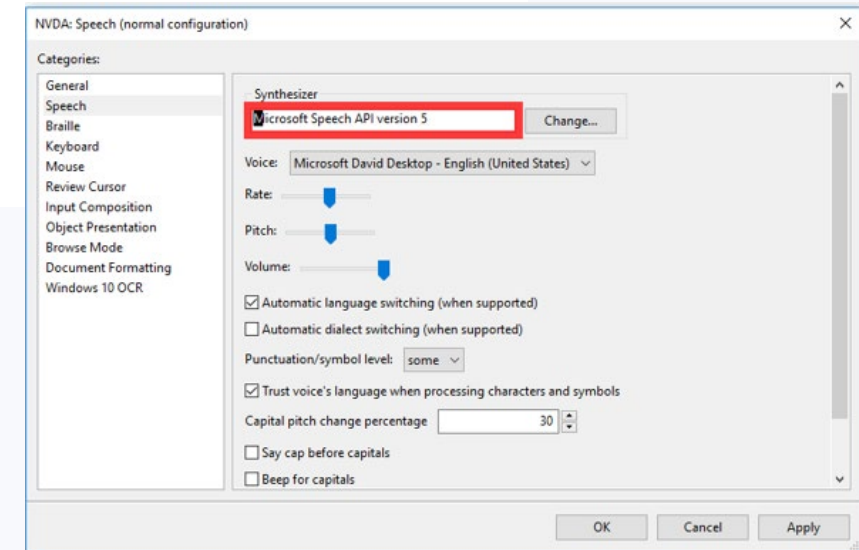 NVDA: Speech (normal configuration)
Categories:
General
Speech
Braille
Keyboard
Mouse
Review Cursor
Input Composition
Object Presentation
Browse Mode
Document Formatting
Windows 10 OCR
Synthesizer
Microsoft Speech API version 5
Change...
Voice: Microsoft David Desktop - English (United States)
Rate:
Pitch:
Volume:
Automatic language switching (when supported)
Automatic dialect switching (when supported)
Punctuation/symbol level: some
Trust voice's language when processing characters and symbols
Capital pitch change percentage 30
Say cap before capitals
Beep for capitals
OK Cancel Apply